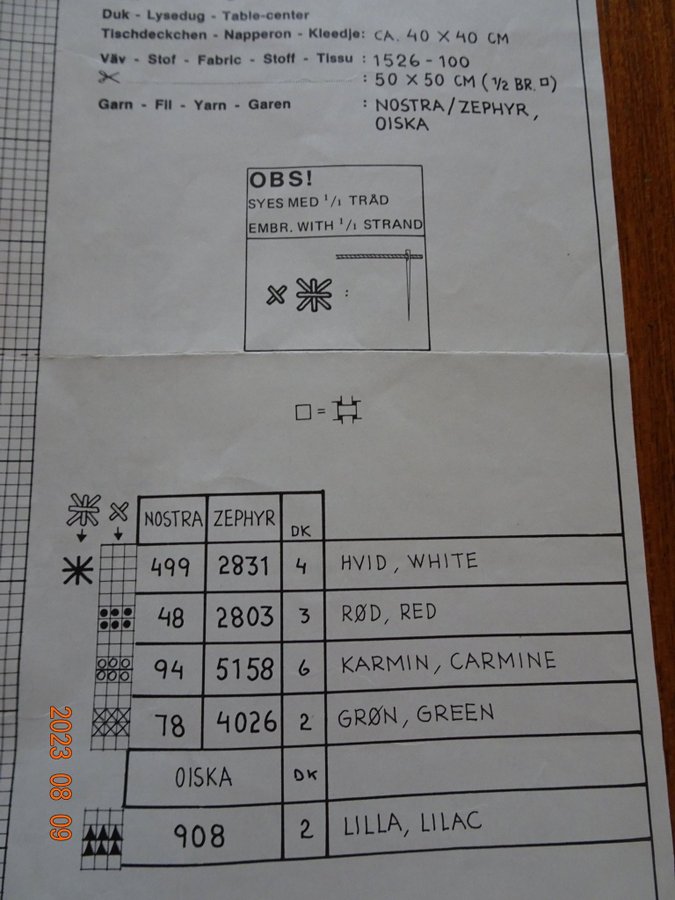 Duk - Lysedug - Table-center
Tischdeckchen - Napperon - Kleedje: CA. 40 X 40 CM
Väv - Stof - Fabric - Stoff - Tissu : 1526-100
: 50 X 50 CM (1/2 BR. □)
Garn - Fil - Yarn - Garen : NOSTRA/ZEPHYR,
OISKA
OBS!
SYES MED 1/1 TRÅD
EMBR. WITH 1/1 STRAND
:
□ =
NOSTRA ZEPHYR DK
499 2831 4 HVID, WHITE
48 2803 3 RØD, RED
94 5158 6 KARMIN, CARMINE
78 4026 2 GRØN, GREEN
OISKA DK
908 2 LILLA, LILAC
2023 08 09